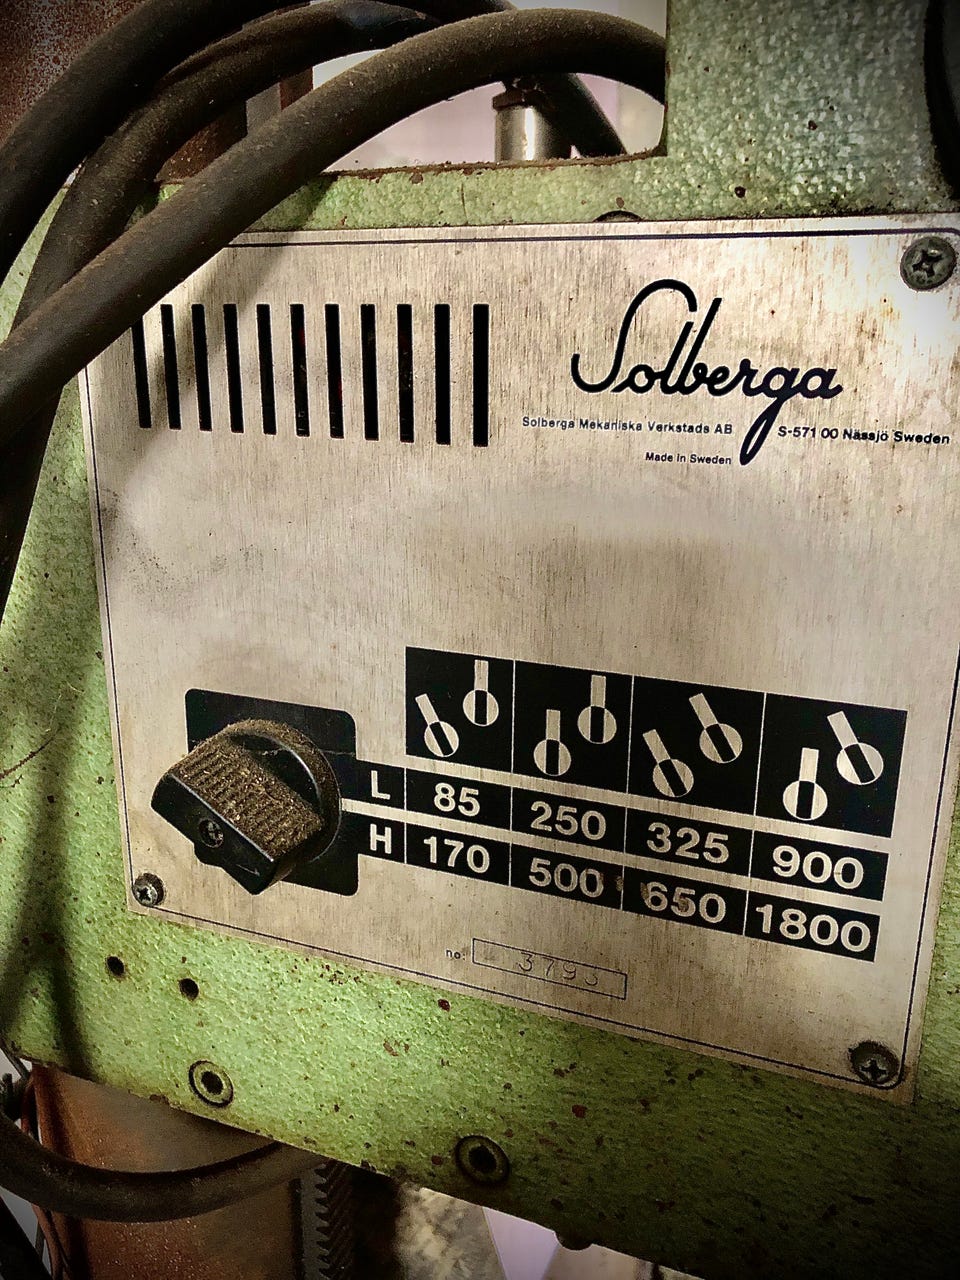 Solberga
Solberga Mekaniska Verkstads AB S-571 00 Nässjö Sweden
Made in Sweden
L 85 250 325 900
H 170 500 650 1800
no. 3793